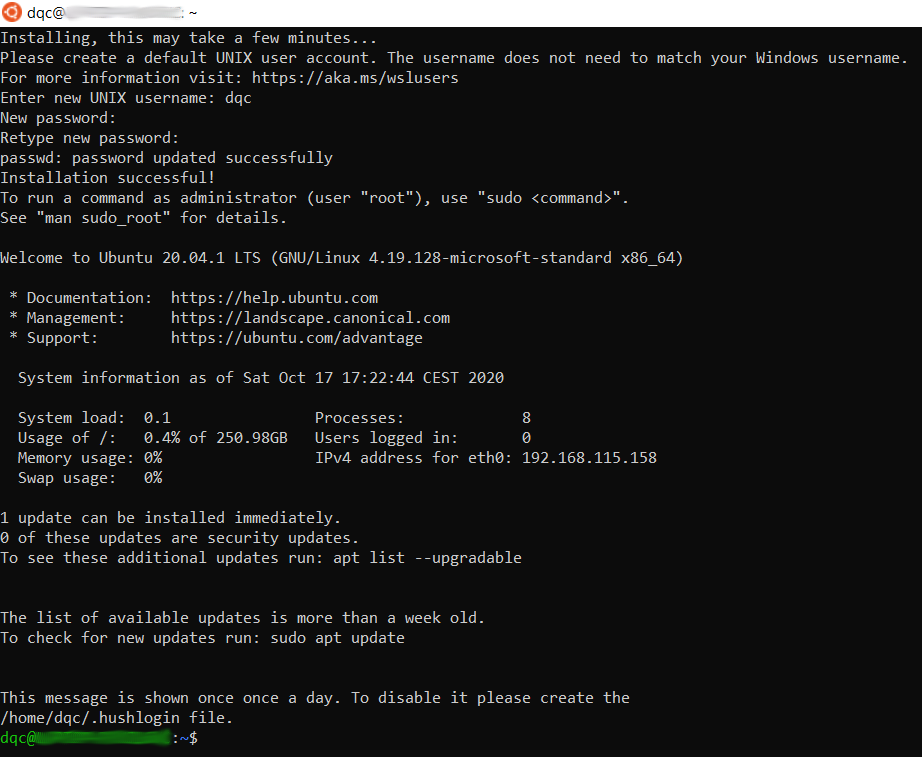 dqc@ : ~
Installing, this may take a few minutes...
Please create a default UNIX user account. The username does not need to match your Windows username.
For more information visit: https://aka.ms/wslusers
Enter new UNIX username: dqc
New password:
Retype new password:
passwd: password updated successfully
Installation successful!
To run a command as administrator (user "root"), use "sudo <command>".
See "man sudo_root" for details.

Welcome to Ubuntu 20.04.1 LTS (GNU/Linux 4.19.128-microsoft-standard x86_64)

 * Documentation:  https://help.ubuntu.com
 * Management:     https://landscape.canonical.com
 * Support:        https://ubuntu.com/advantage

  System information as of Sat Oct 17 17:22:44 CEST 2020

  System load:  0.1                Processes:             8
  Usage of /:   0.4% of 250.98GB   Users logged in:       0
  Memory usage: 0%                 IPv4 address for eth0: 192.168.115.158
  Swap usage:   0%

1 update can be installed immediately.
0 of these updates are security updates.
To see these additional updates run: apt list --upgradable


The list of available updates is more than a week old.
To check for new updates run: sudo apt update


This message is shown once once a day. To disable it please create the
/home/dqc/.hushlogin file.
dqc@ :~$